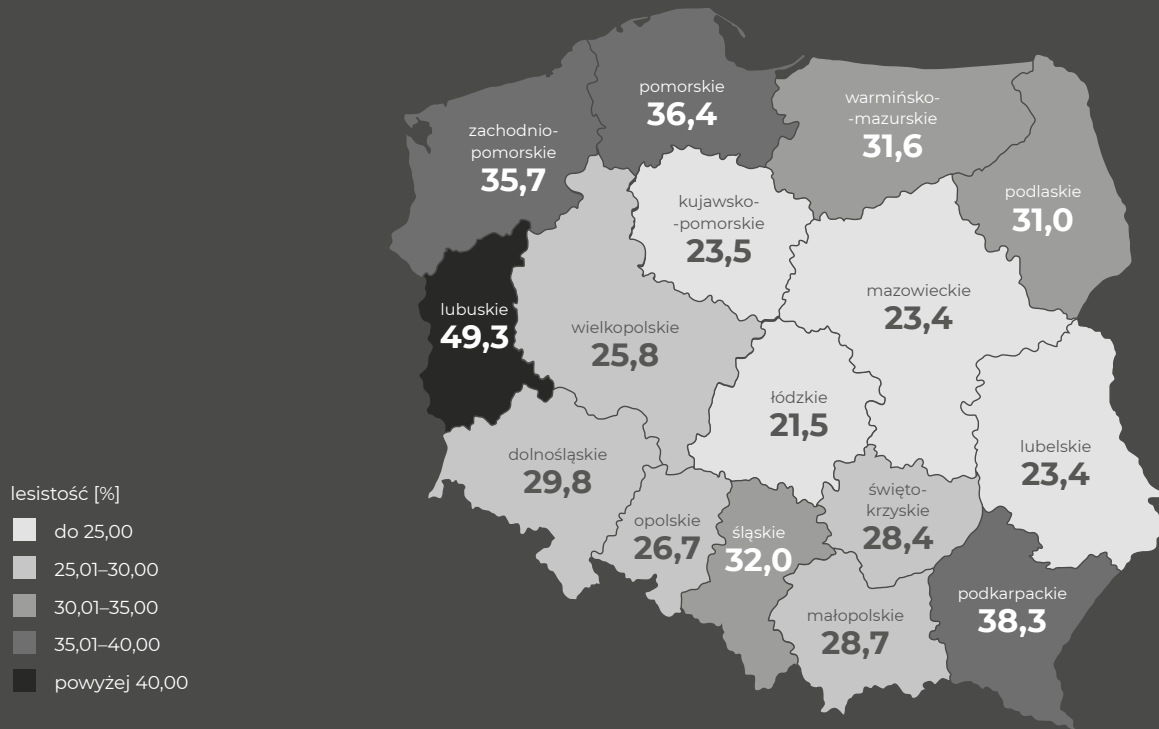 pomorskie
36,4
warmińsko-
-mazurskie
31,6
zachodnio-
pomorskie
35,7
podlaskie
31,0
kujawsko-
-pomorskie
23,5
mazowieckie
23,4
lubuskie
49,3
wielkopolskie
25,8
łódzkie
21,5
lubelskie
23,4
dolnośląskie
29,8
święto-
krzyskie
28,4
opolskie
26,7
śląskie
32,0
podkarpackie
38,3
małopolskie
28,7
lesistość [%]
do 25,00
25,01–30,00
30,01–35,00
35,01–40,00
powyżej 40,00